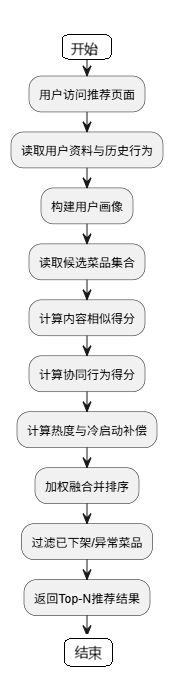 开始
用户访问推荐页面
读取用户资料与历史行为
构建用户画像
读取候选菜品集合
计算内容相似得分
计算协同行为得分
计算热度与冷启动补偿
加权融合并排序
过滤已下架/异常菜品
返回Top-N推荐结果
结束